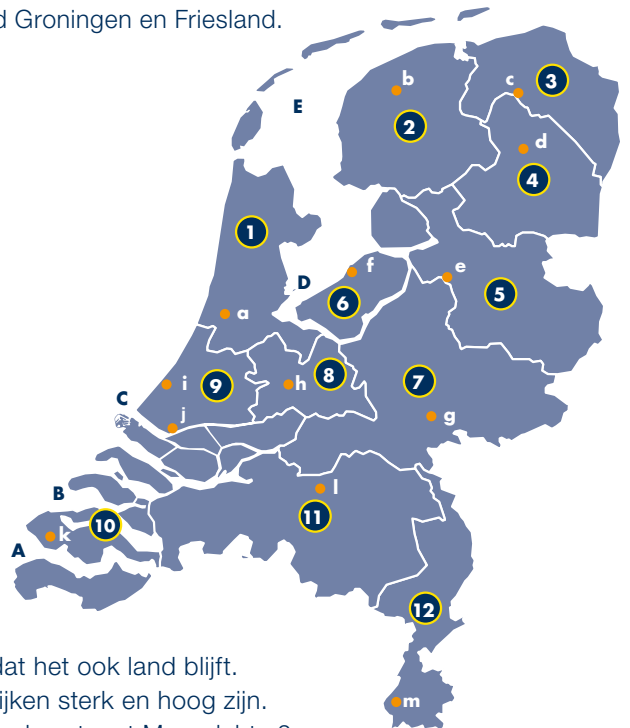 d Groningen en Friesland.
b
c
3
E
2
d
4
1
D
f
e
6
5
a
8
7
i
9
h
C
j
g
B
l
k
10
11
A
12
dat het ook land blijft.
ijken sterk en hoog zijn.
m